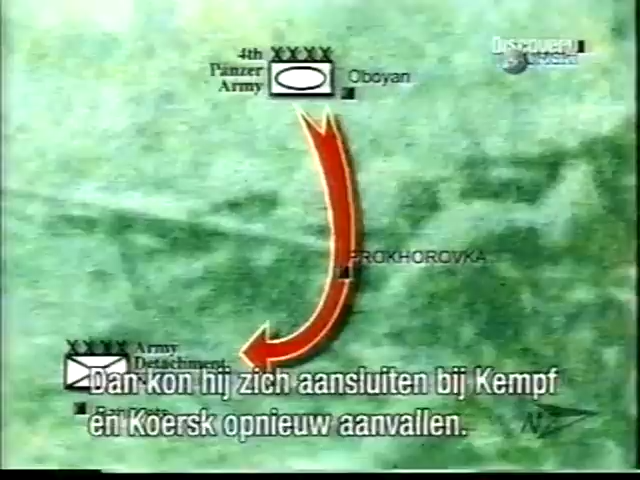 4th XXXX
Panzer
Army
Oboyan
Discovery
PROKHOROVKA
XXXX Army
Detachment
Dan kon hij zich aansluiten bij Kempf
en Koersk opnieuw aanvallen.
N